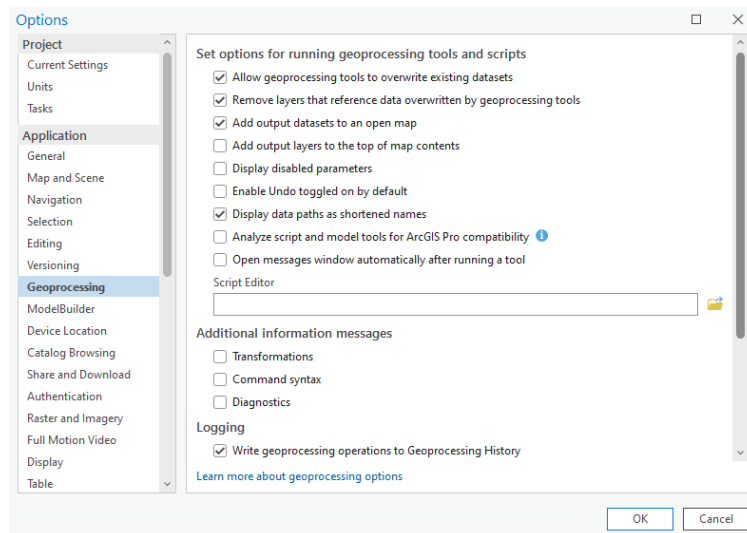 Options
Project
Current Settings
Units
Tasks
Application
General
Map and Scene
Navigation
Selection
Editing
Versioning
Geoprocessing
ModelBuilder
Device Location
Catalog Browsing
Share and Download
Authentication
Raster and Imagery
Full Motion Video
Display
Table
Set options for running geoprocessing tools and scripts
Allow geoprocessing tools to overwrite existing datasets
Remove layers that reference data overwritten by geoprocessing tools
Add output datasets to an open map
Add output layers to the top of map contents
Display disabled parameters
Enable Undo toggled on by default
Display data paths as shortened names
Analyze script and model tools for ArcGIS Pro compatibility
Open messages window automatically after running a tool
Script Editor
Additional information messages
Transformations
Command syntax
Diagnostics
Logging
Write geoprocessing operations to Geoprocessing History
Learn more about geoprocessing options
OK
Cancel